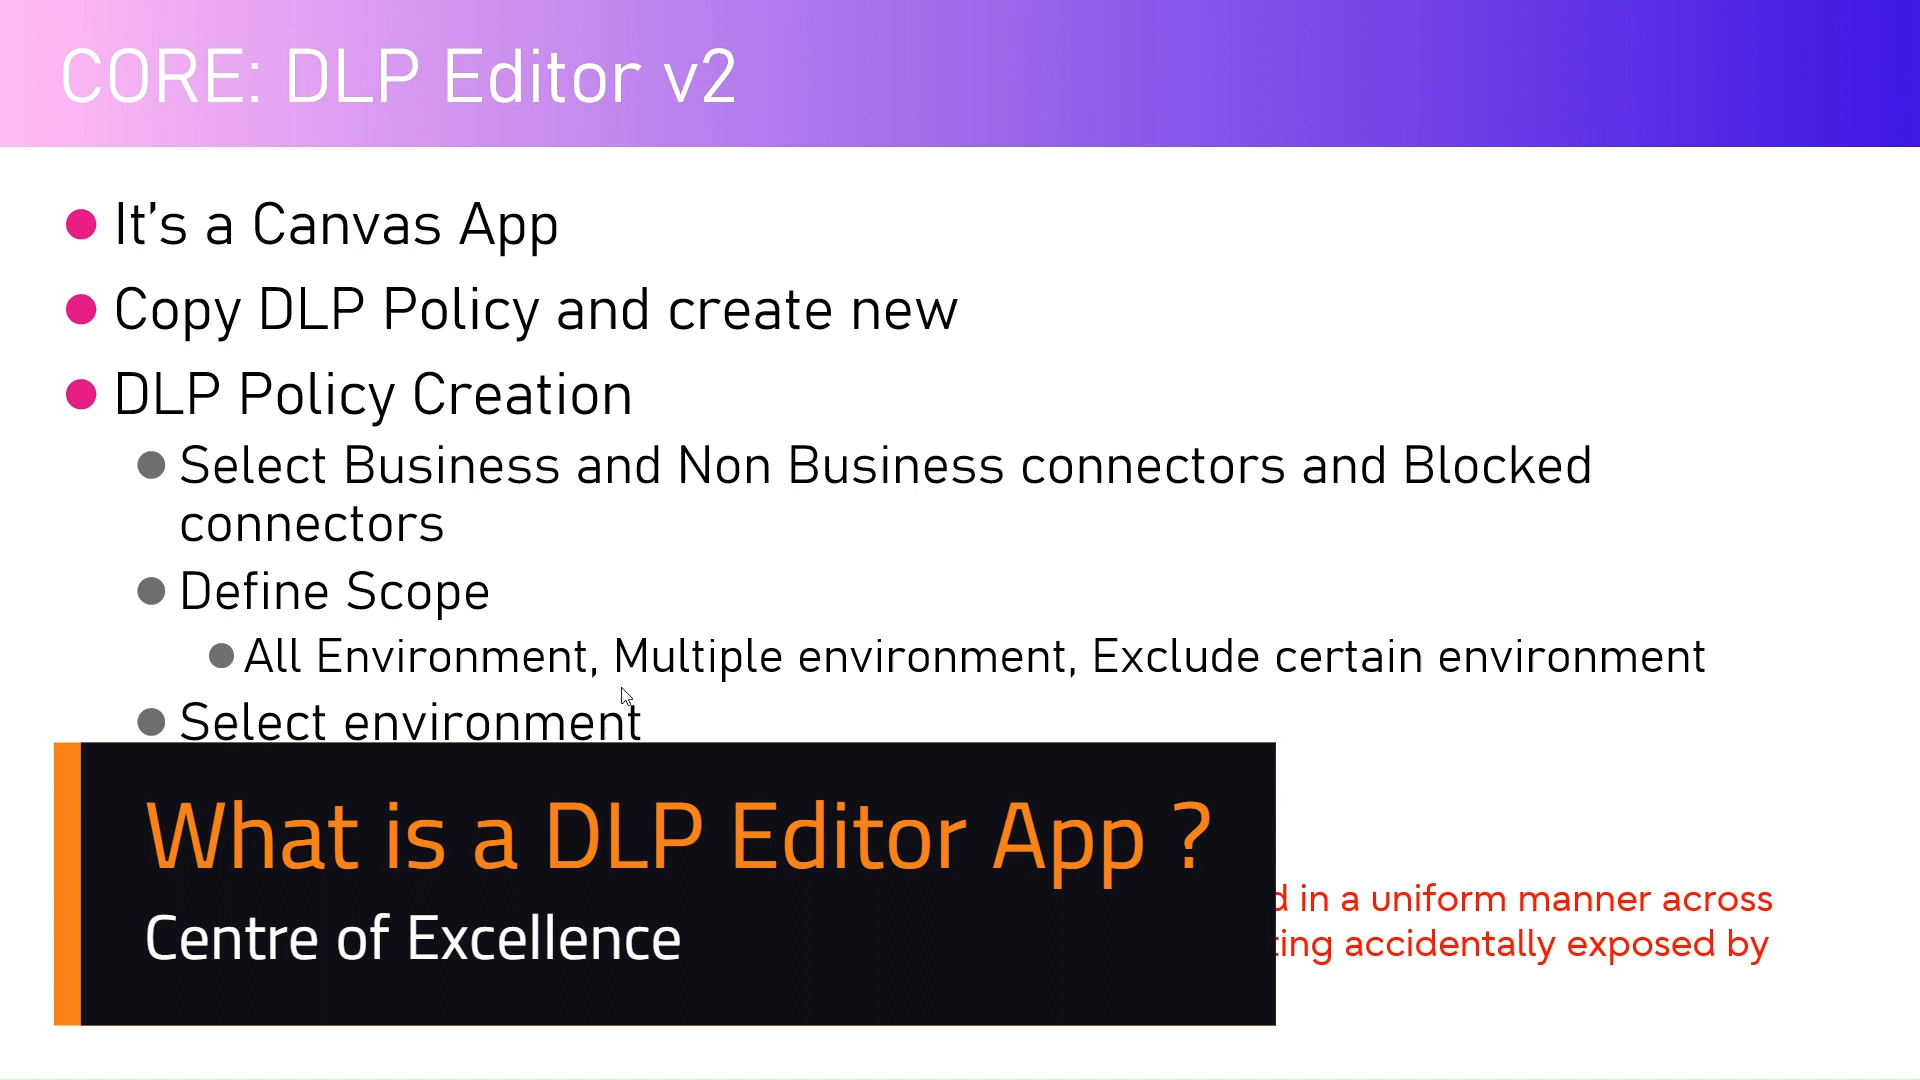 CORE: DLP Editor v2
It's a Canvas App
Copy DLP Policy and create new
DLP Policy Creation
Select Business and Non Business connectors and Blocked
connectors
Define Scope
All Environment, Multiple environment, Exclude certain environment
Select environment
What is a DLP Editor App ?
Centre of Excellence
in a uniform manner across
accidentally exposed by